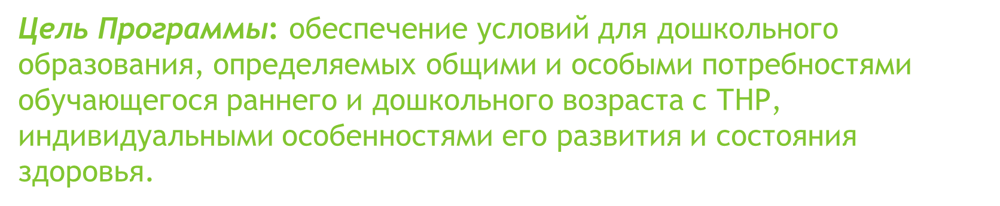 Цель Программы: обеспечение условий для дошкольного
образования, определяемых общими и особыми потребностями
обучающегося раннего и дошкольного возраста с ТНР,
индивидуальными особенностями его развития и состояния
здоровья.